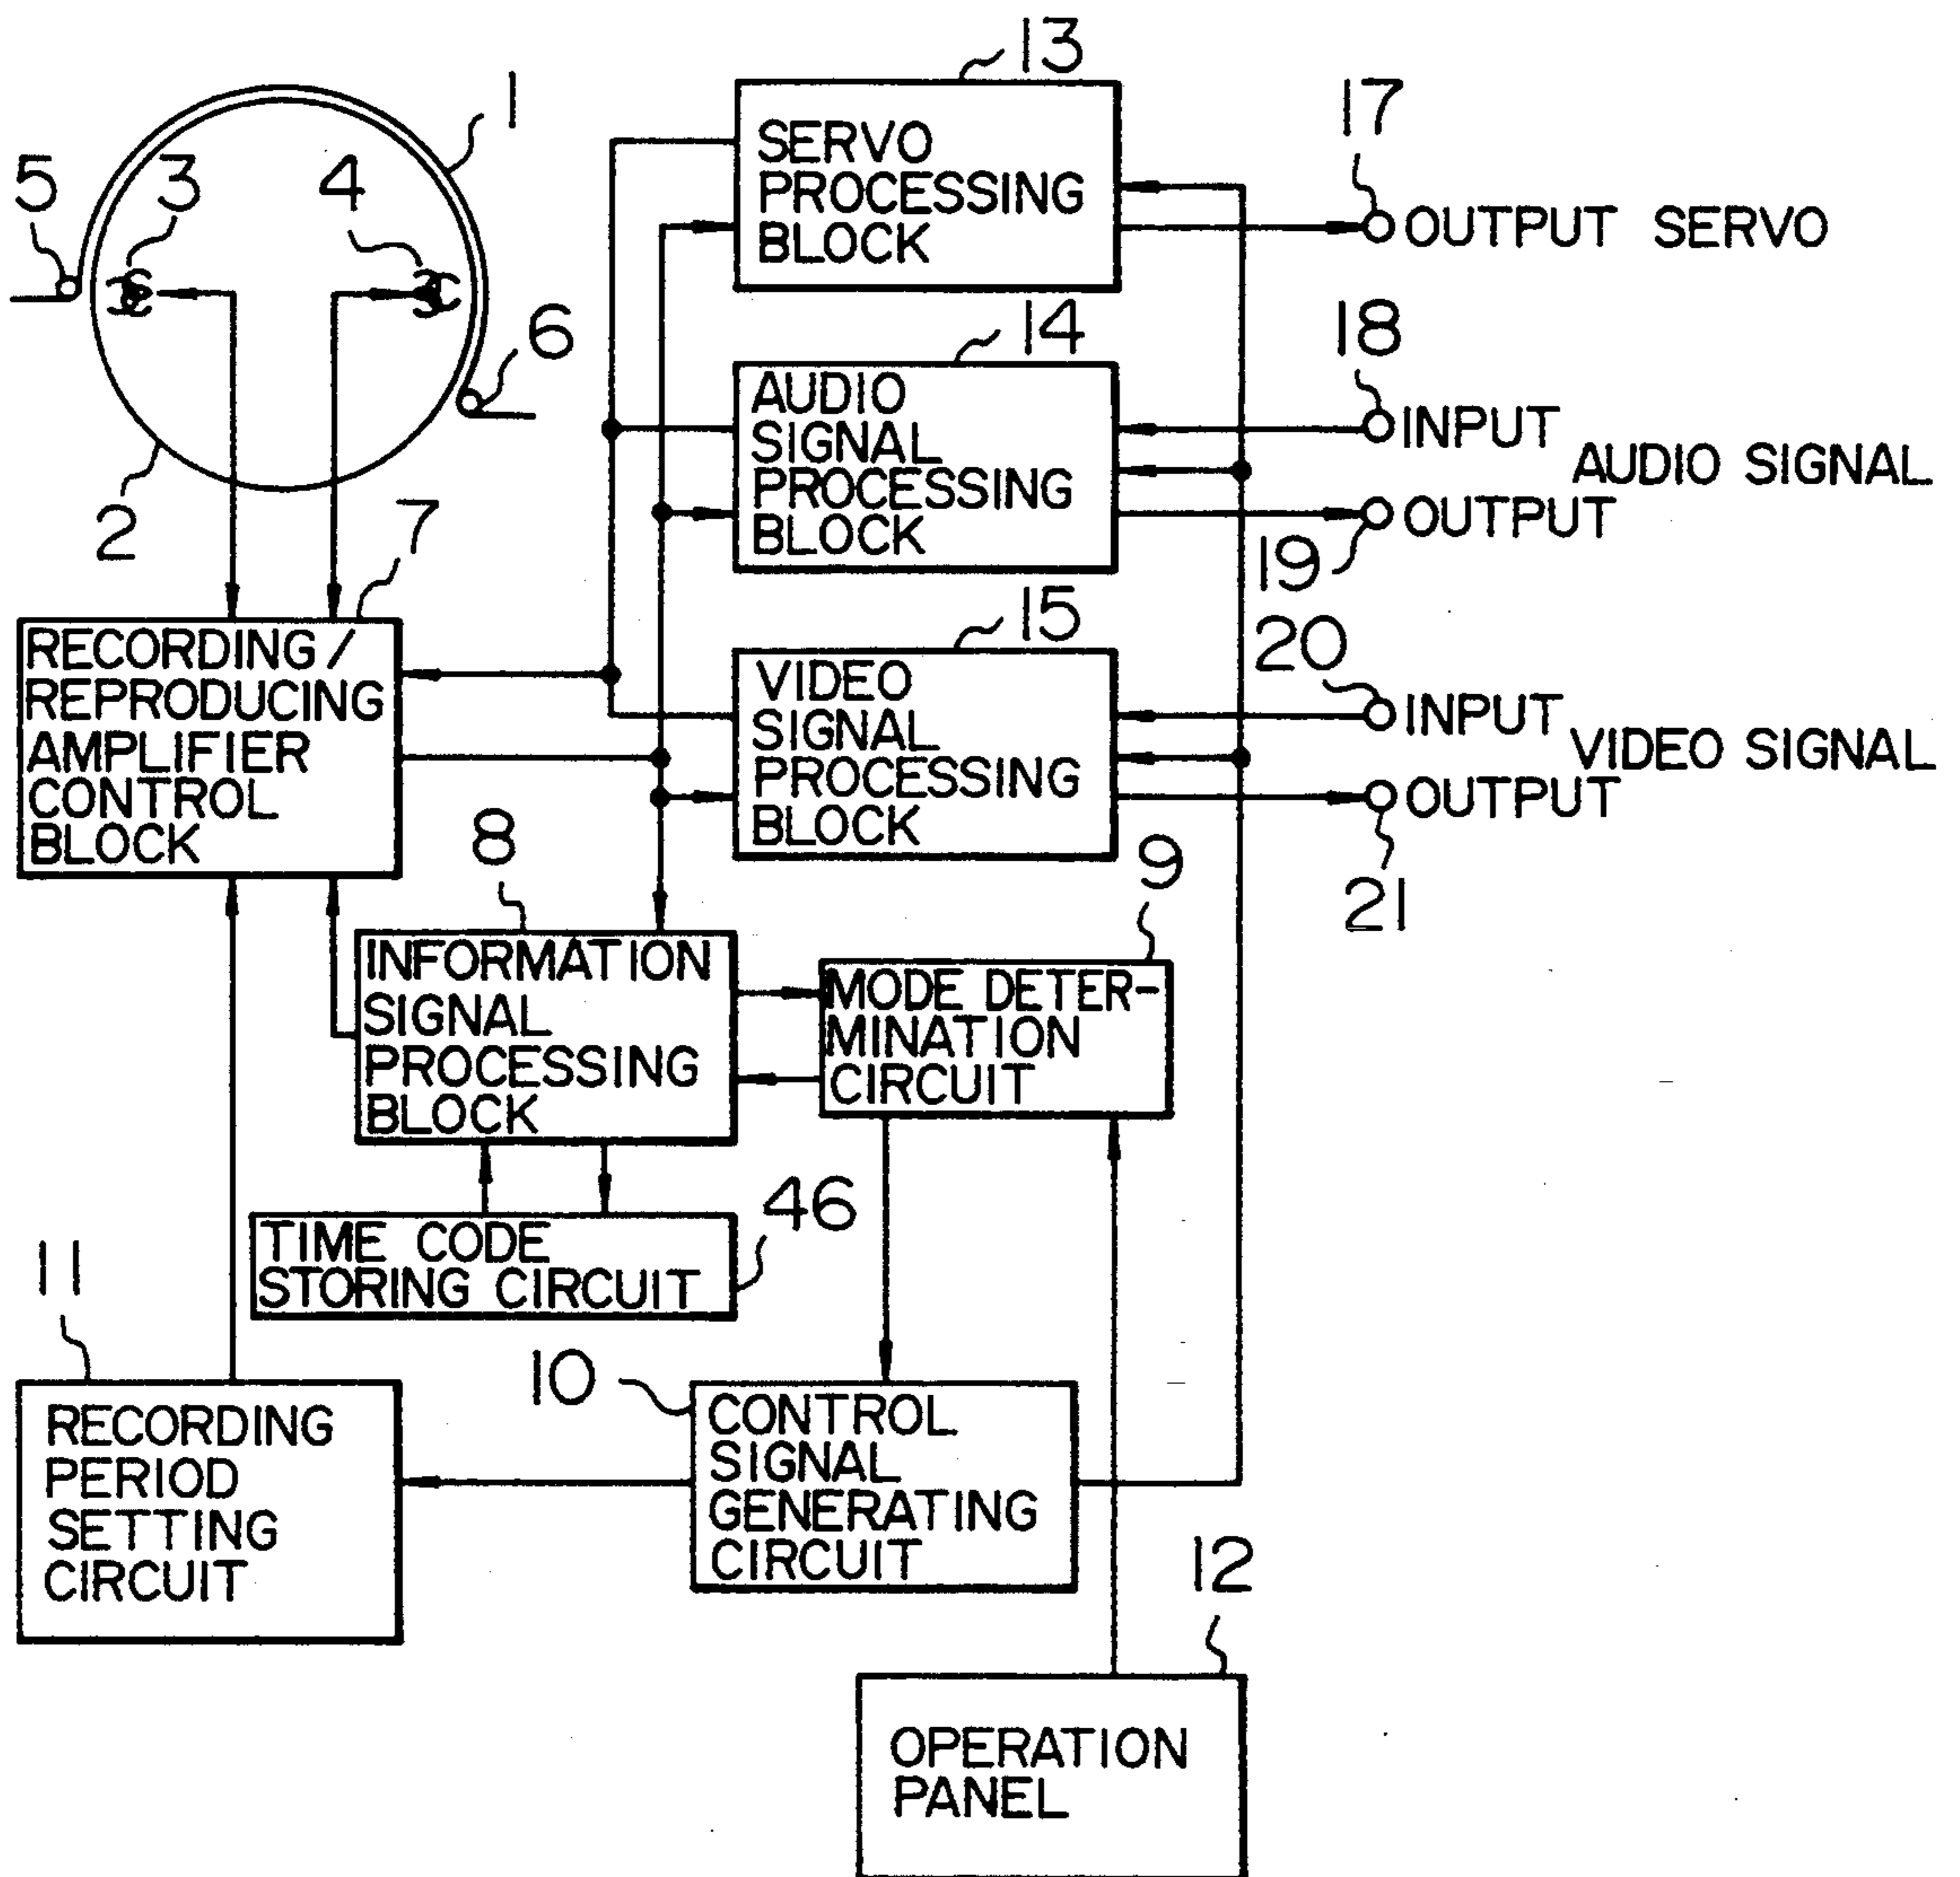 13
1
17
SERVO
PROCESSING
BLOCK
5
3
4
OUTPUT SERVO
6
14
18
AUDIO
SIGNAL
PROCESSING
BLOCK
INPUT
AUDIO SIGNAL
OUTPUT
2
7
19
15
20
RECORDING/
REPRODUCING
AMPLIFIER
CONTROL
BLOCK
VIDEO
SIGNAL
PROCESSING
BLOCK
INPUT
VIDEO SIGNAL
OUTPUT
8
9
21
INFORMATION
SIGNAL
PROCESSING
BLOCK
MODE DETER-
MINATION
CIRCUIT
46
TIME CODE
STORING CIRCUIT
11
10
RECORDING
PERIOD
SETTING
CIRCUIT
CONTROL
SIGNAL
GENERATING
CIRCUIT
12
OPERATION
PANEL